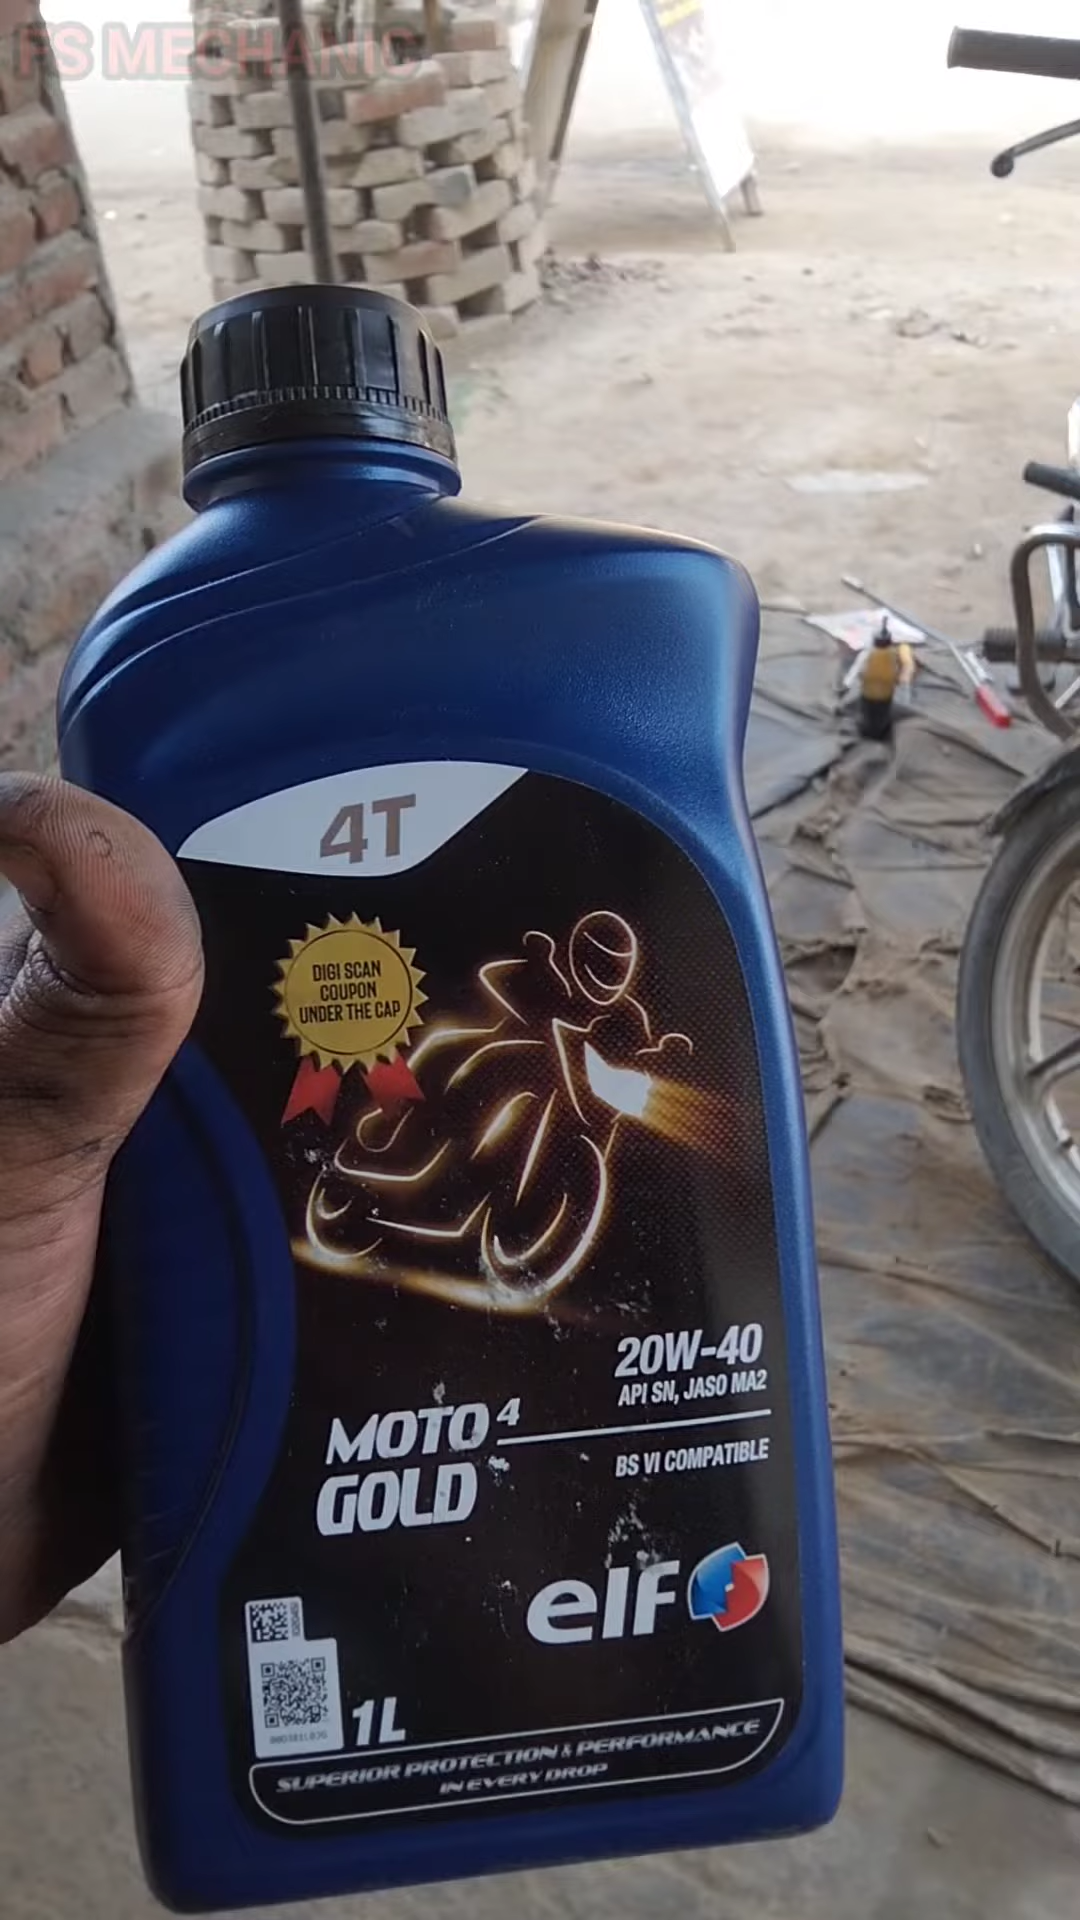 FS MECHANIC
4T
DIGI SCAN
COUPON
UNDER THE CAP
20W-40
API SN, JASO MA2
MOTO 4
GOLD
BS VI COMPATIBLE
elf
1L
SUPERIOR PROTECTION & PERFORMANCE
IN EVERY DROP